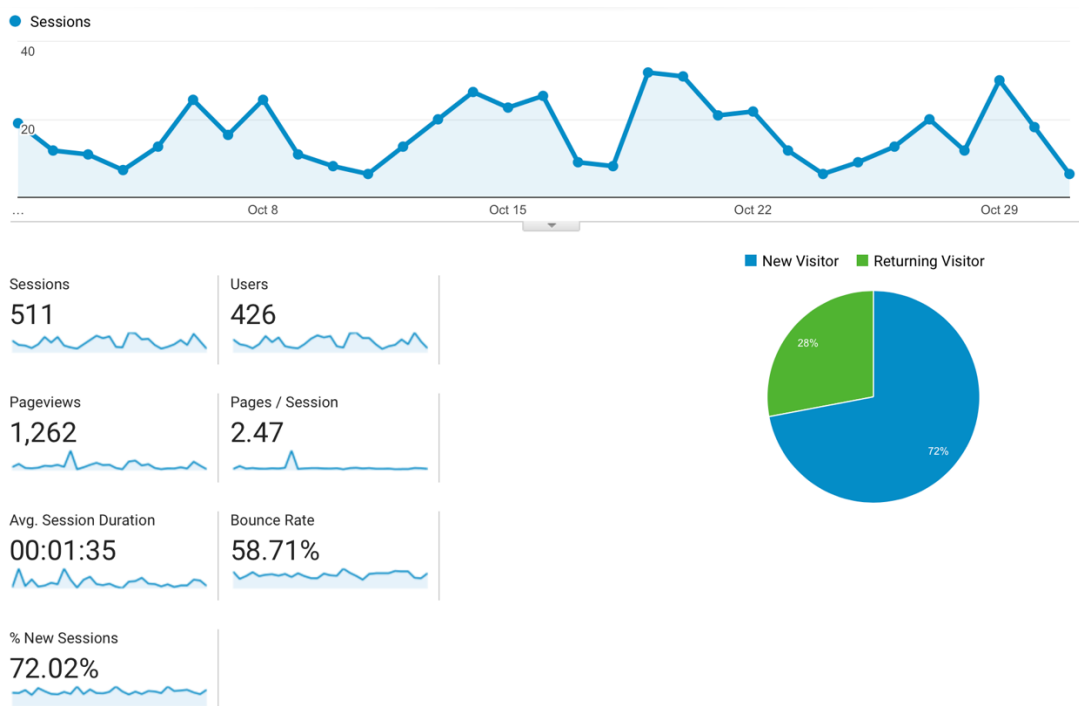 Sessions
40
20
...
Oct 8
Oct 15
Oct 22
Oct 29
New Visitor
Returning Visitor
Sessions
511
Users
426
Pageviews
1,262
Pages / Session
2.47
Avg. Session Duration
00:01:35
Bounce Rate
58.71%
% New Sessions
72.02%
28%
72%